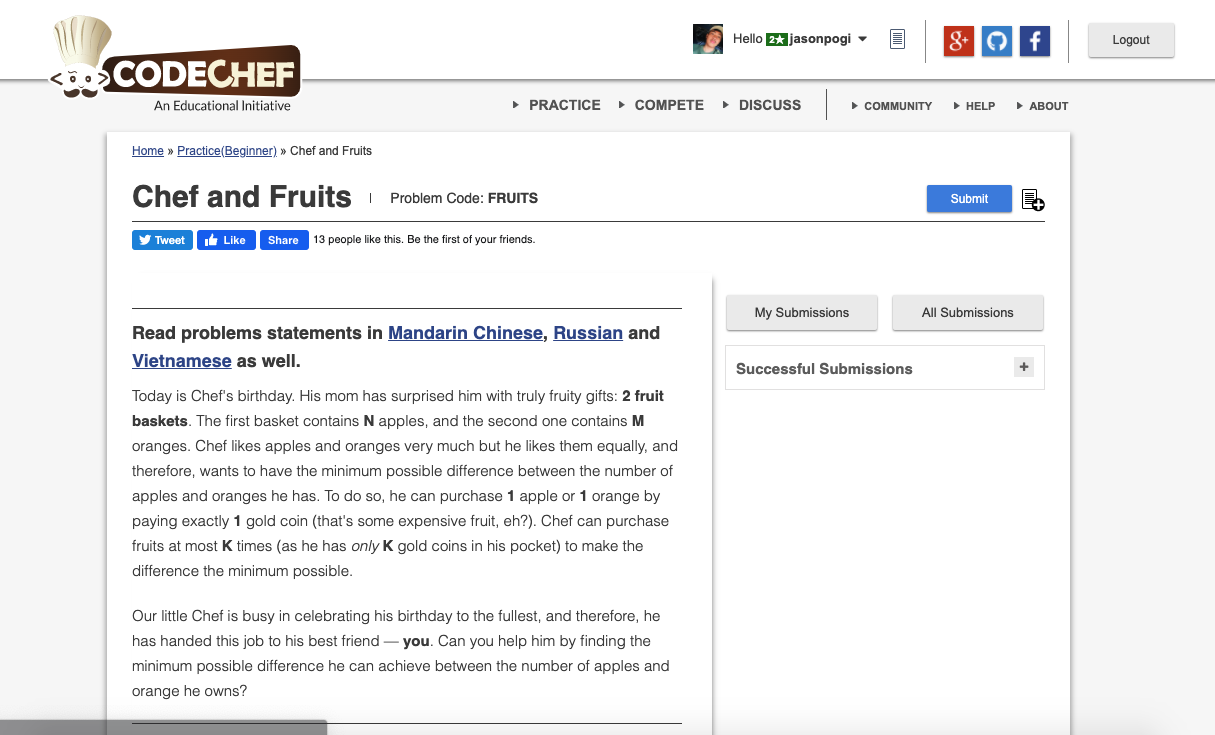 CODECHEF
An Educational Initiative
Hello 2★ jasonpogi
g+
f
Logout
PRACTICE COMPETE DISCUSS COMMUNITY HELP ABOUT
Home » Practice(Beginner) » Chef and Fruits
Chef and Fruits | Problem Code: FRUITS
Submit
Tweet Like Share 13 people like this. Be the first of your friends.
My Submissions All Submissions
Successful Submissions +
Read problems statements in Mandarin Chinese, Russian and
Vietnamese as well.
Today is Chef's birthday. His mom has surprised him with truly fruity gifts: 2 fruit
baskets. The first basket contains N apples, and the second one contains M
oranges. Chef likes apples and oranges very much but he likes them equally, and
therefore, wants to have the minimum possible difference between the number of
apples and oranges he has. To do so, he can purchase 1 apple or 1 orange by
paying exactly 1 gold coin (that's some expensive fruit, eh?). Chef can purchase
fruits at most K times (as he has only K gold coins in his pocket) to make the
difference the minimum possible.
Our little Chef is busy in celebrating his birthday to the fullest, and therefore, he
has handed this job to his best friend — you. Can you help him by finding the
minimum possible difference he can achieve between the number of apples and
orange he owns?